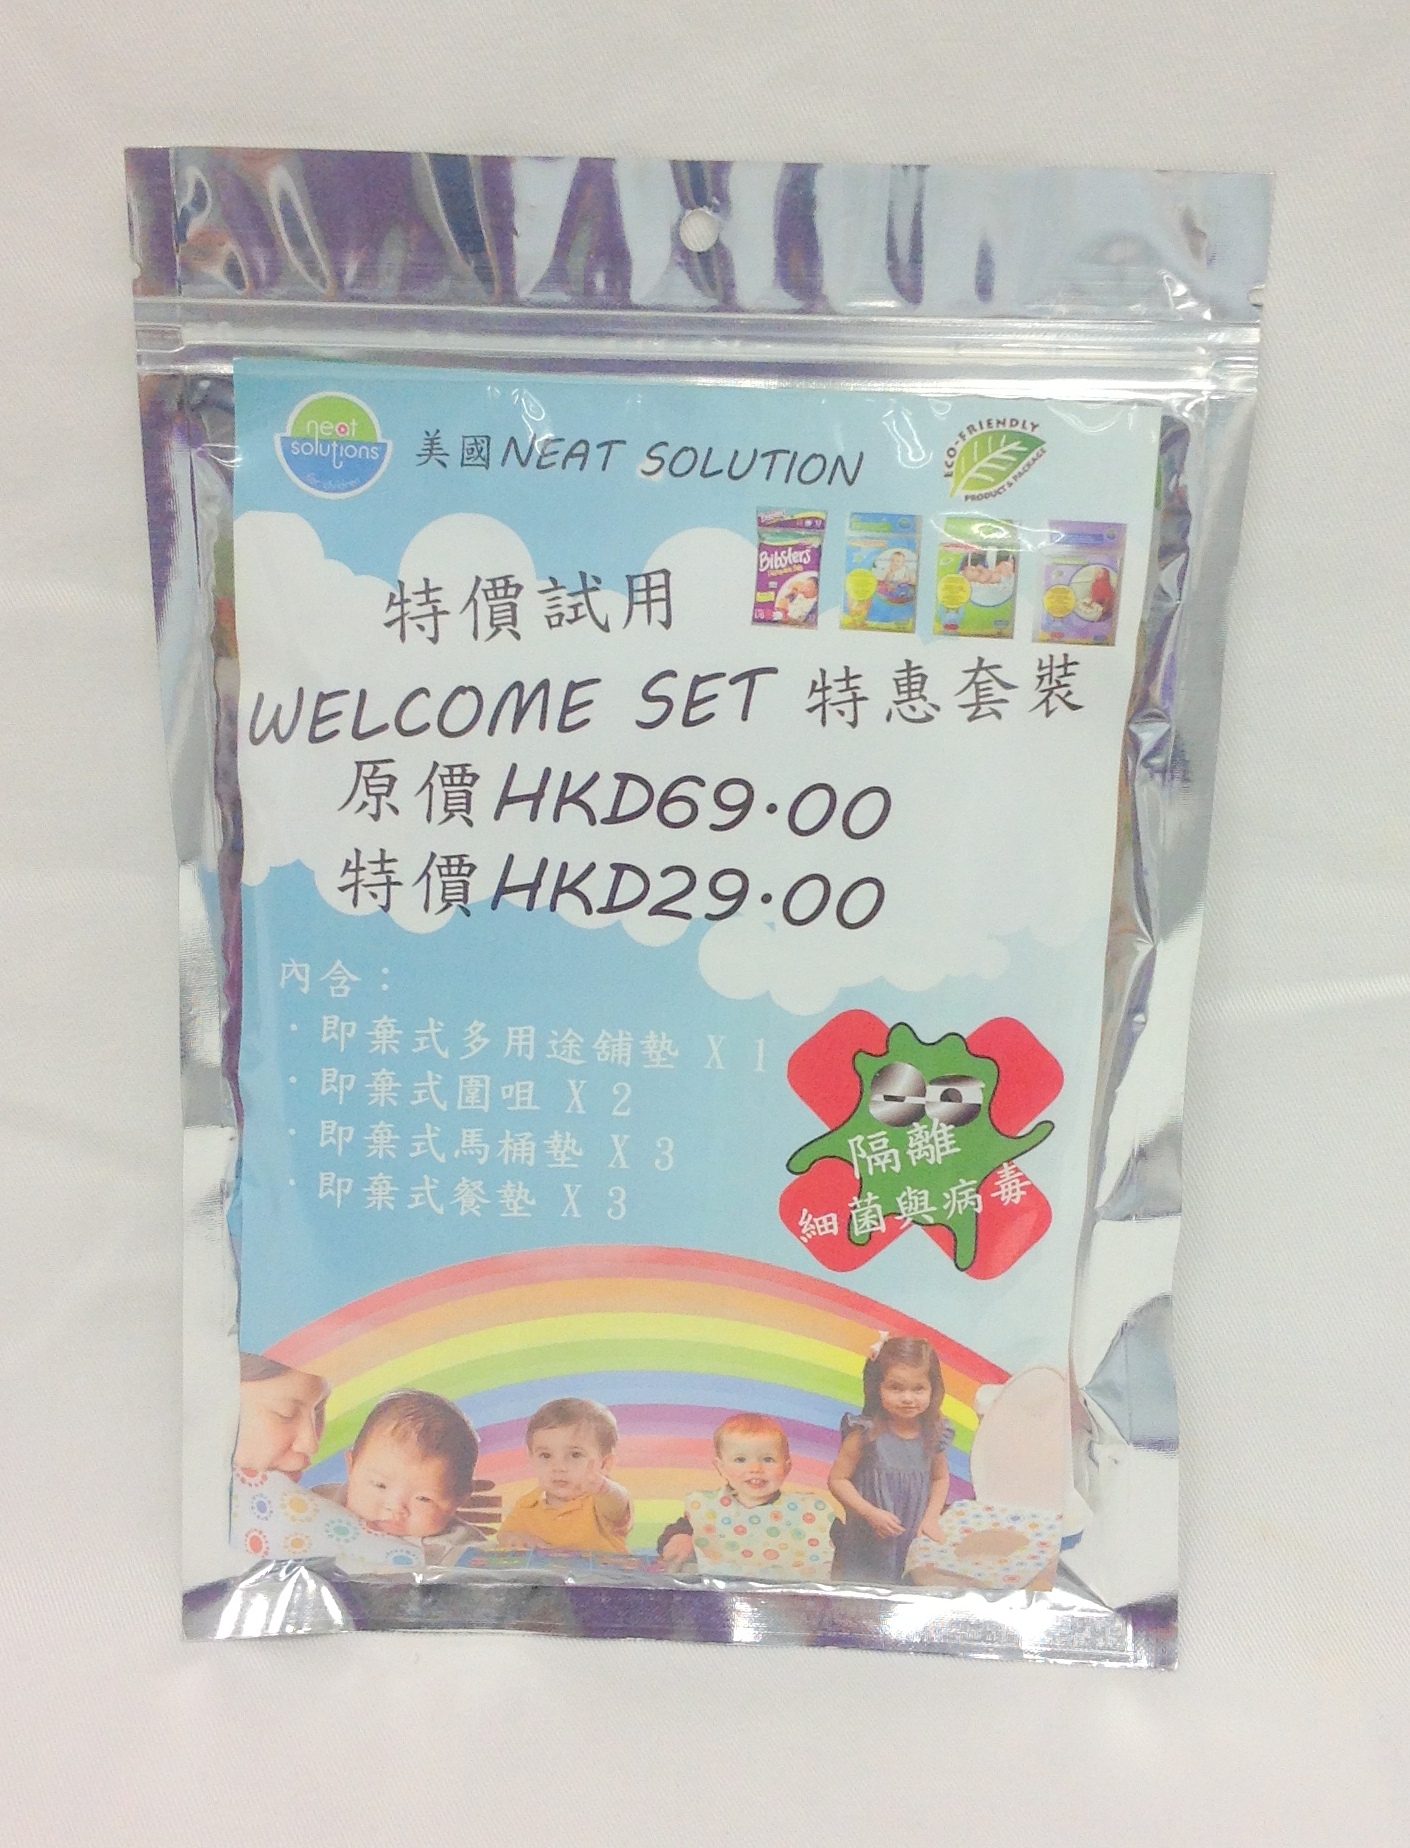 neat
solutions
for children
美國NEAT SOLUTION
ECO-FRIENDLY
PRODUCT & PACKAGE
Bibsters
特價試用
WELCOME SET 特惠套裝
原價HKD69.00
特價HKD29.00
內含：
·即棄式多用途舖墊 X 1
·即棄式圍咀 X 2
·即棄式馬桶墊 X 3
·即棄式餐墊 X 3
隔離
細菌與病毒